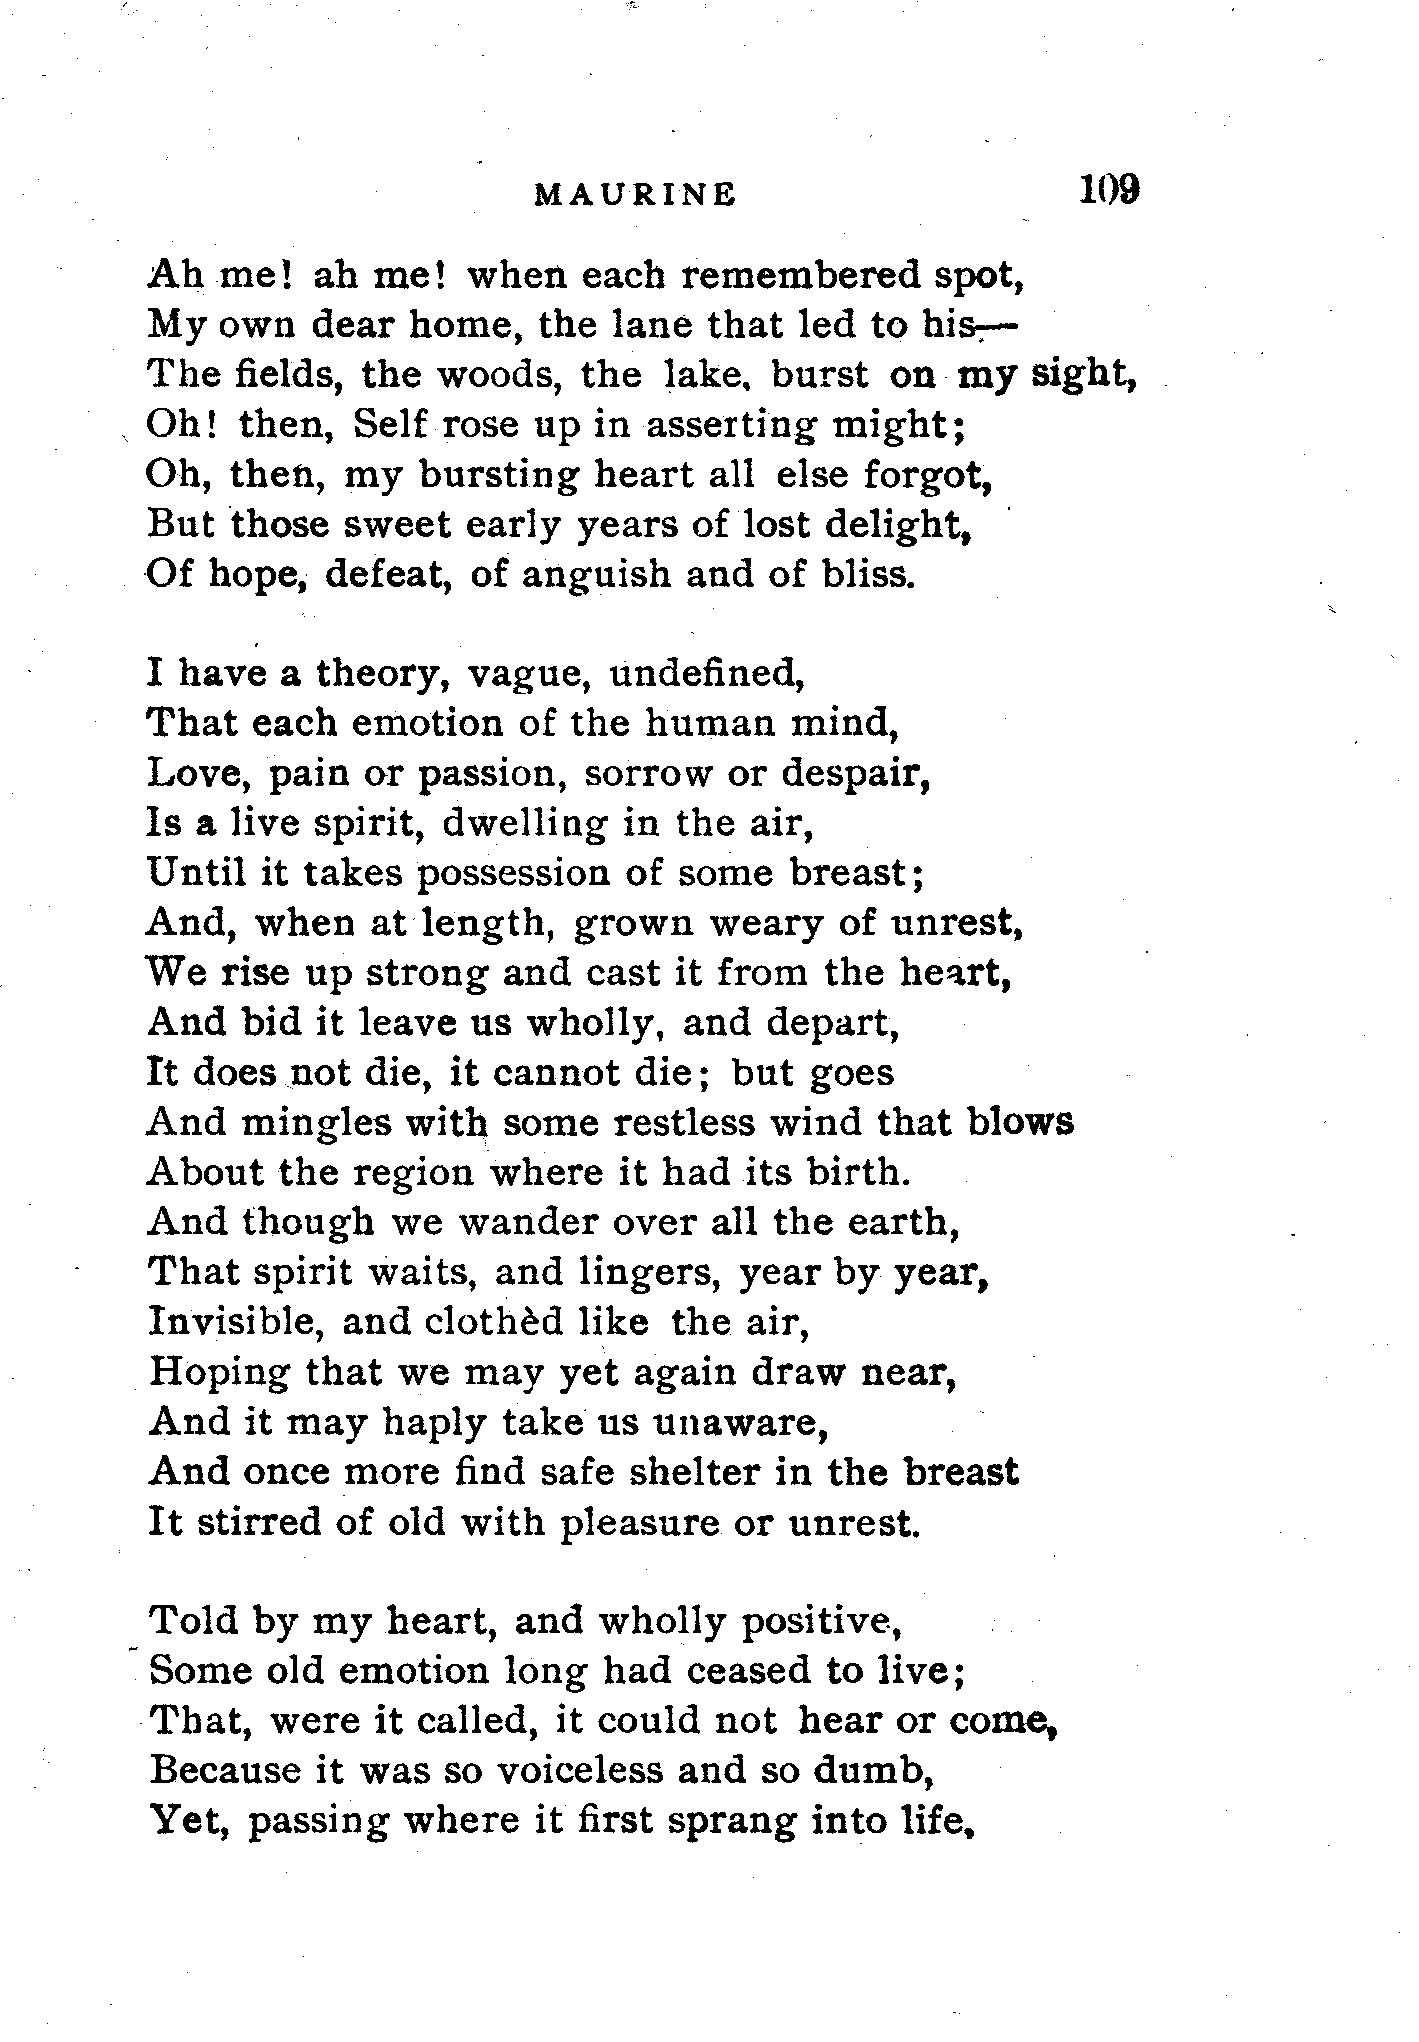 MAURINE 109
Ah me! ah me! when each remembered spot,
My own dear home, the lane that led to his—
The fields, the woods, the lake, burst on my sight,
Oh! then, Self rose up in asserting might;
Oh, then, my bursting heart all else forgot,
But those sweet early years of lost delight,
Of hope, defeat, of anguish and of bliss.

I have a theory, vague, undefined,
That each emotion of the human mind,
Love, pain or passion, sorrow or despair,
Is a live spirit, dwelling in the air,
Until it takes possession of some breast;
And, when at length, grown weary of unrest,
We rise up strong and cast it from the heart,
And bid it leave us wholly, and depart,
It does not die, it cannot die; but goes
And mingles with some restless wind that blows
About the region where it had its birth.
And though we wander over all the earth,
That spirit waits, and lingers, year by year,
Invisible, and clothèd like the air,
Hoping that we may yet again draw near,
And it may haply take us unaware,
And once more find safe shelter in the breast
It stirred of old with pleasure or unrest.

Told by my heart, and wholly positive,
Some old emotion long had ceased to live;
That, were it called, it could not hear or come,
Because it was so voiceless and so dumb,
Yet, passing where it first sprang into life,